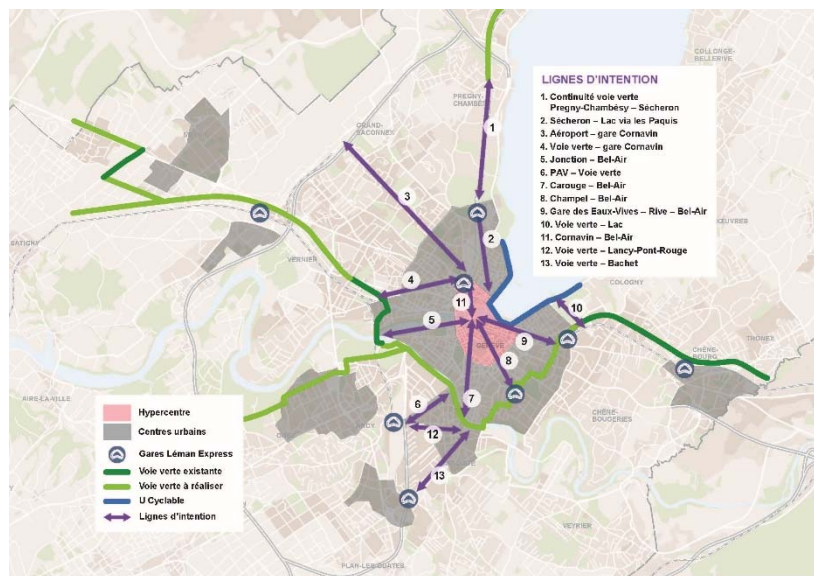 COLLONGE-
BELLERIVE
PREGNY-
CHAMBÉSY
GRAND-
SACONNEX
LIGNES D'INTENTION
1. Continuité voie verte
Pregny-Chambésy – Sécheron
2. Sécheron – Lac via les Paquis
3. Aéroport – gare Cornavin
4. Voie verte – gare Cornavin
5. Jonction – Bel-Air
6. PAV – Voie verte
7. Carouge – Bel-Air
8. Champel – Bel-Air
9. Gare des Eaux-Vives – Rive – Bel-Air
10. Voie verte – Lac
11. Cornavin – Bel-Air
12. Voie verte – Lancy-Pont-Rouge
13. Voie verte – Bachet
1
2
3
SATIGNY
VERNIER
COLOGNY
4
10
11
5
9
GENÈVE
8
THÔNEX
CHÊNE-
BOURG
AIRE-LA-VILLE
7
6
12
CHÊNE-
BOUGERIES
13
VEYRIER
PLAN-LES-OUATES
Hypercentre
Centres urbains
Gares Léman Express
Voie verte existante
Voie verte à réaliser
U Cyclable
Lignes d'intention